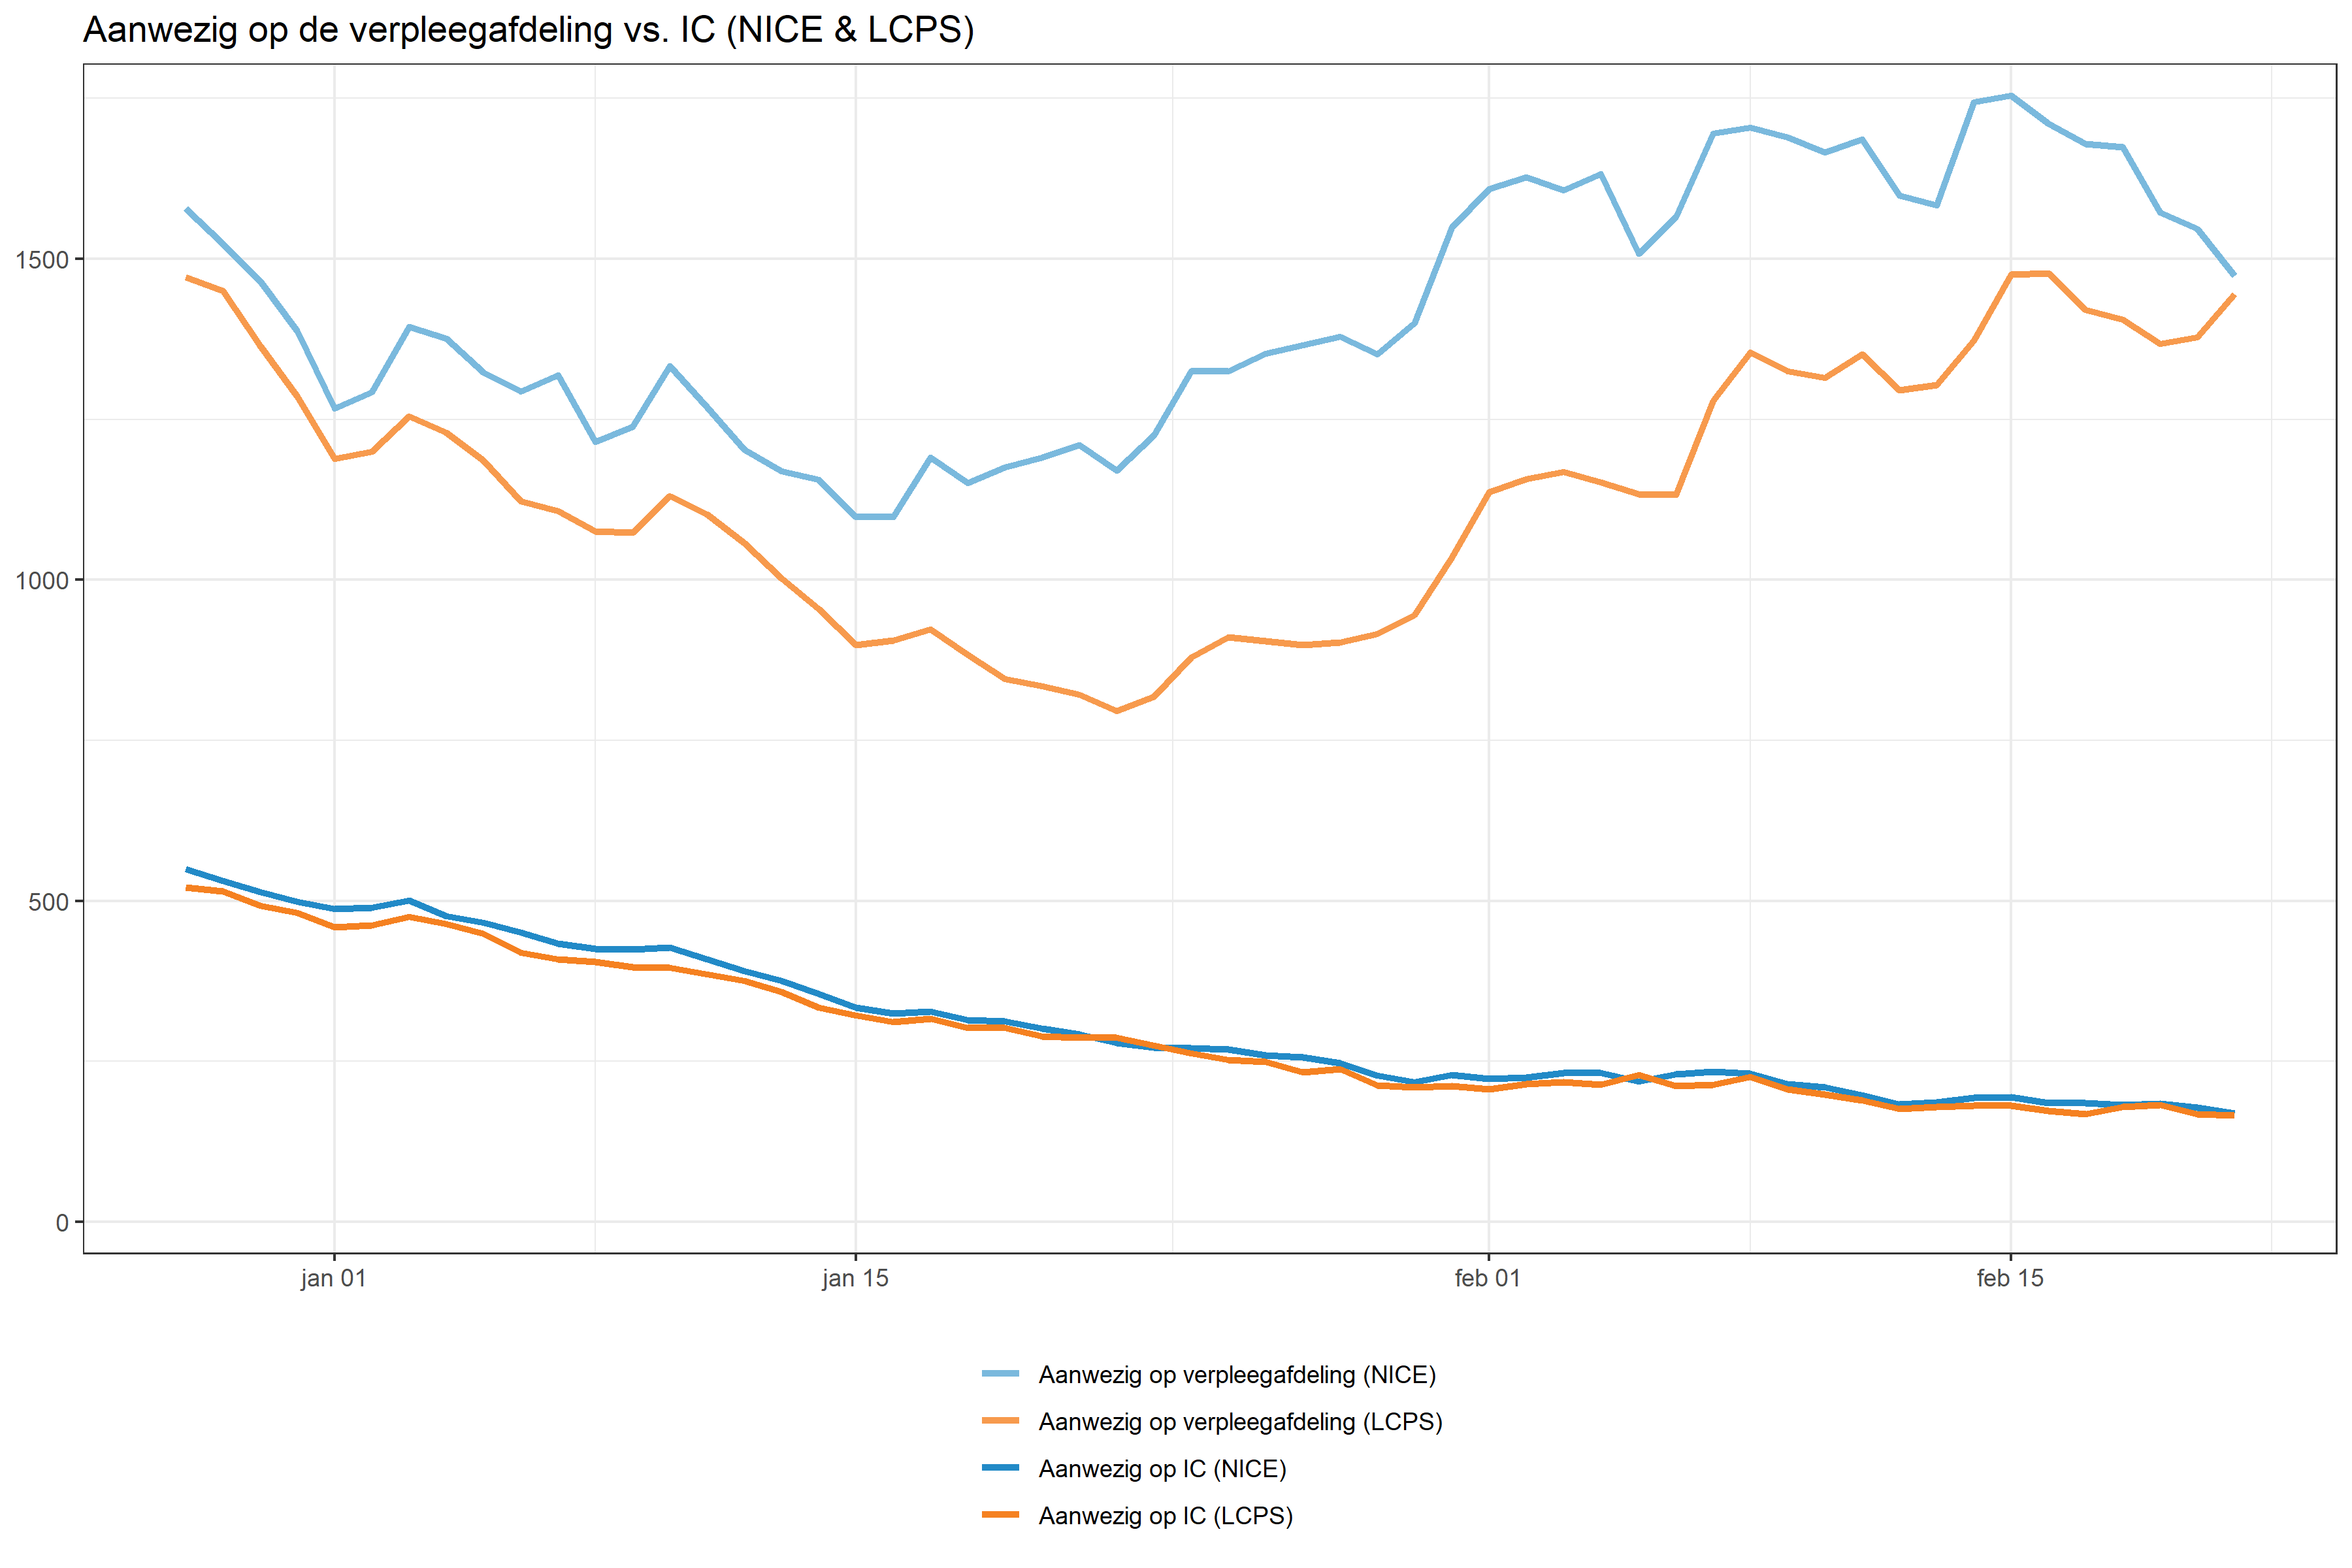 Aanwezig op de verpleegafdeling vs. IC (NICE & LCPS)
1500
1000
500
0
jan 01
jan 15
feb 01
feb 15
Aanwezig op verpleegafdeling (NICE)
Aanwezig op verpleegafdeling (LCPS)
Aanwezig op IC (NICE)
Aanwezig op IC (LCPS)